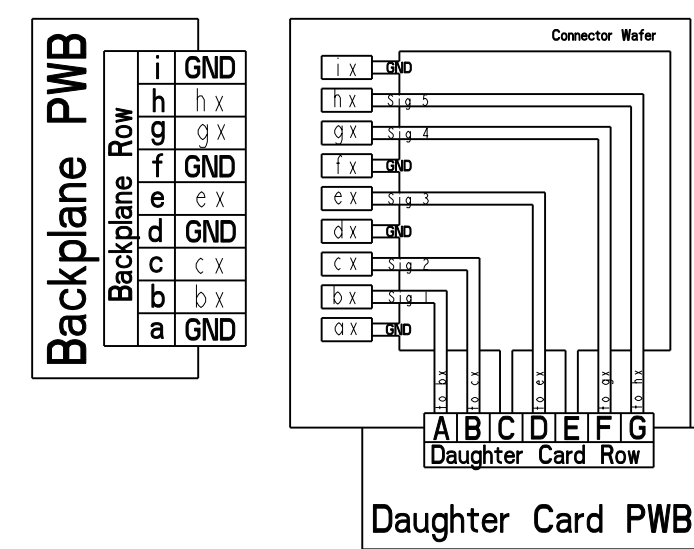 Backplane PWB
Backplane Row
i GND
h hx
g gx
f GND
e ex
d GND
c cx
b bx
a GND
Connector Wafer
ix GND
hx Sig 5
gx Sig 4
fx GND
ex Sig 3
dx GND
cx Sig 2
bx Sig 1
ax GND
to bx
to cx
to ex
to gx
to hx
A B C D E F G
Daughter Card Row
Daughter Card PWB